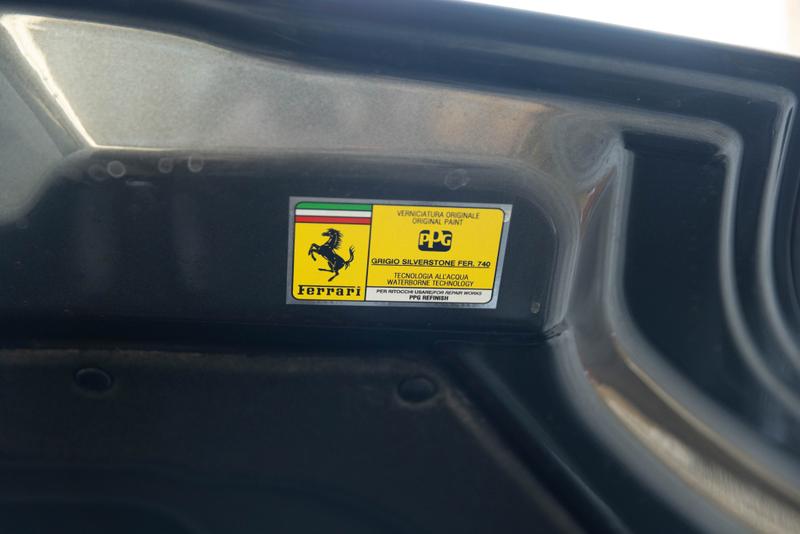 Ferrari
VERNICIATURA ORIGINALE
ORIGINAL PAINT
PPG
GRIGIO SILVERSTONE FER. 740
TECNOLOGIA ALL'ACQUA
WATERBORNE TECHNOLOGY
PER RITOCCHI USARE/FOR REPAIR WORKS
PPG REFINISH